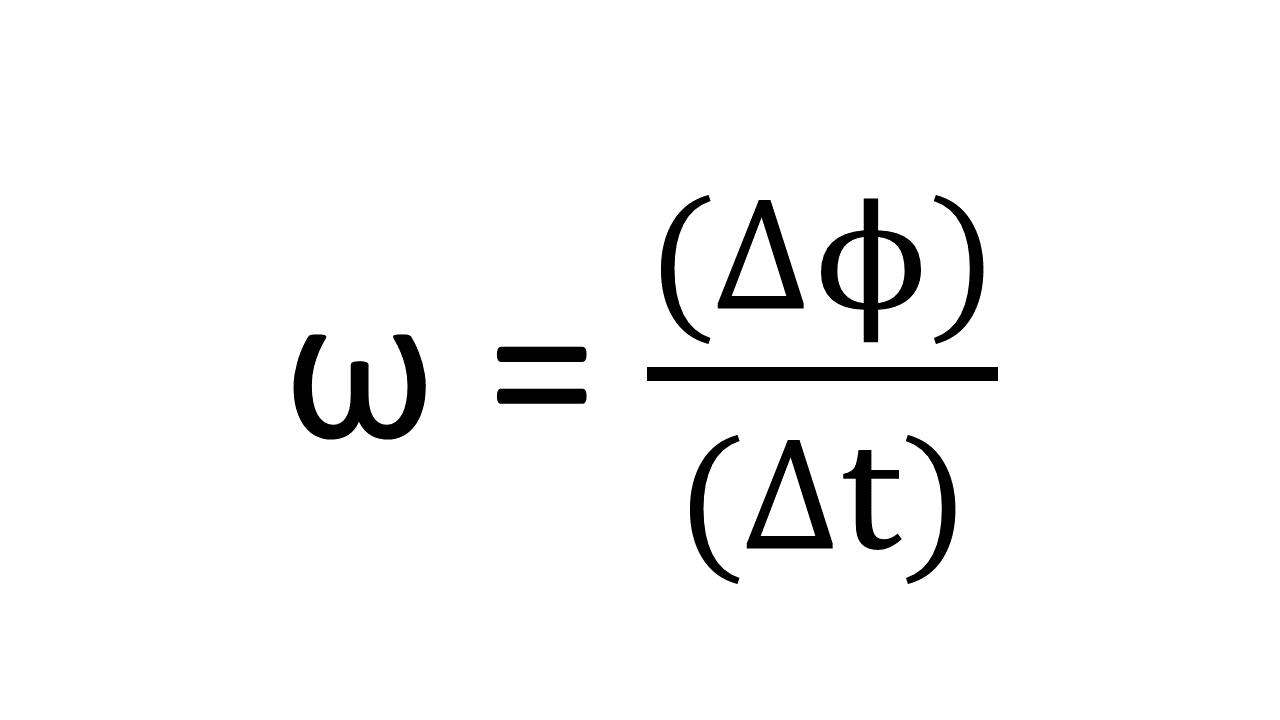 ω = (Δϕ)/(Δt)